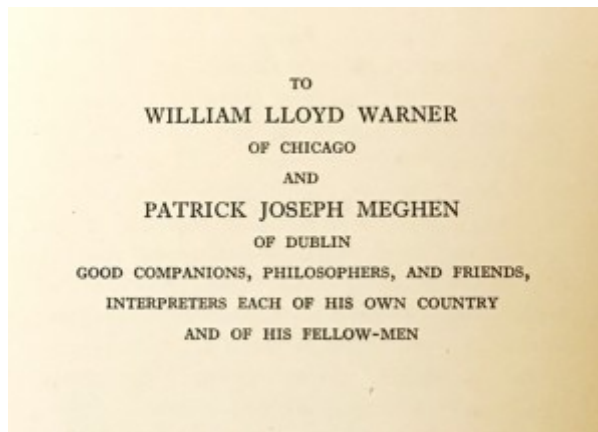 TO
WILLIAM LLOYD WARNER
OF CHICAGO
AND
PATRICK JOSEPH MEGHEN
OF DUBLIN
GOOD COMPANIONS, PHILOSOPHERS, AND FRIENDS,
INTERPRETERS EACH OF HIS OWN COUNTRY
AND OF HIS FELLOW-MEN